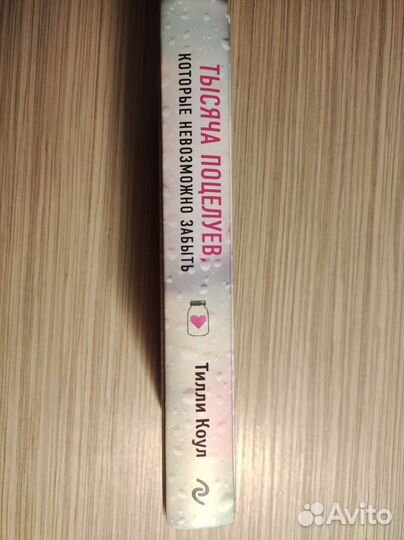 ТЫСЯЧА ПОЦЕЛУЕВ,
КОТОРЫЕ НЕВОЗМОЖНО ЗАБЫТЬ
Тилли Коул
Avito